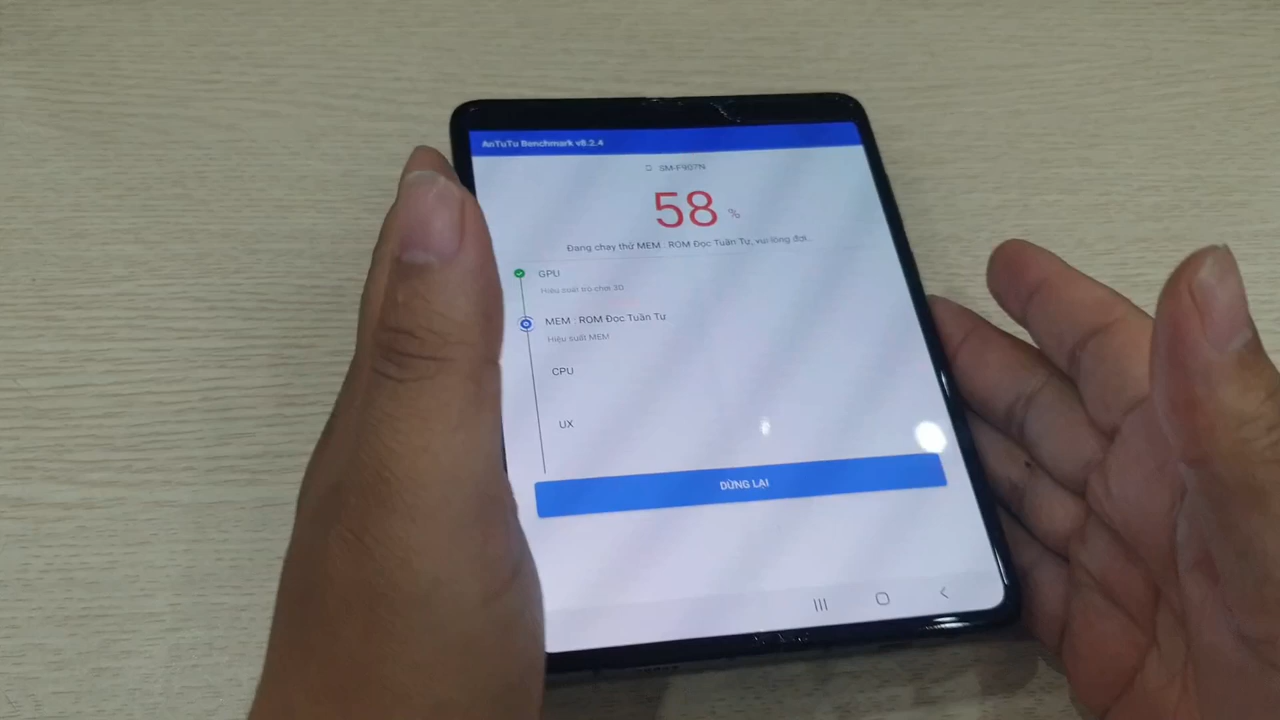 AnTuTu Benchmark v8.2.4
SM-F907N
58 %
Đang chạy thử MEM : ROM Đọc Tuần Tự, vui lòng đợi...
GPU
Hiệu suất trò chơi 3D
MEM : ROM Đọc Tuần Tự
Hiệu suất MEM
CPU
UX
DỪNG LẠI